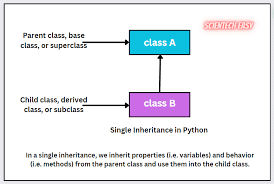 SCIENTECH EASY
Parent class, base
class, or superclass
class A
Child class, derived
class, or subclass
class B
Single Inheritance in Python
In a single inheritance, we inherit properties (i.e. variables) and behavior
(i.e. methods) from the parent class and use them into the child class.